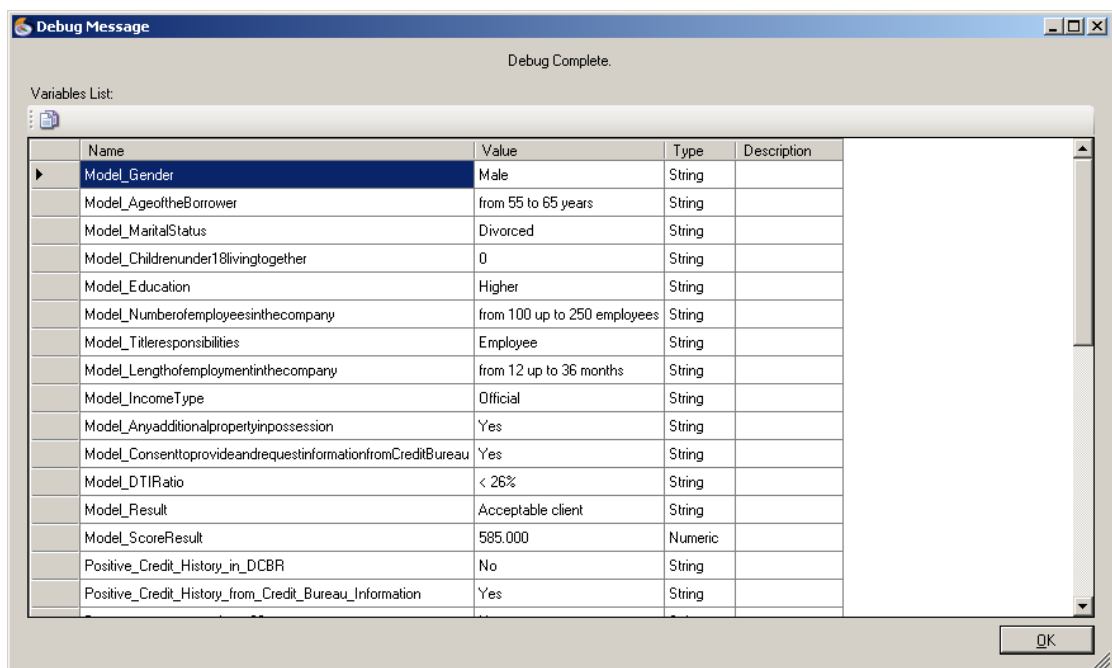 Debug Message
Debug Complete.
Variables List:
Name Value Type Description
Model_Gender Male String
Model_AgeoftheBorrower from 55 to 65 years String
Model_MaritalStatus Divorced String
Model_Childrenunder18livingtogether 0 String
Model_Education Higher String
Model_Numberofemployeesinthecompany from 100 up to 250 employees String
Model_Titleresponsibilities Employee String
Model_Lengthofemploymentinthecompany from 12 up to 36 months String
Model_IncomeType Official String
Model_Anyadditionalpropertyinpossession Yes String
Model_ConsenttoprovideandrequestinformationfromCreditBureau Yes String
Model_DTIRatio < 26% String
Model_Result Acceptable client String
Model_ScoreResult 585.000 Numeric
Positive_Credit_History_in_DCBR No String
Positive_Credit_History_from_Credit_Bureau_Information Yes String
OK